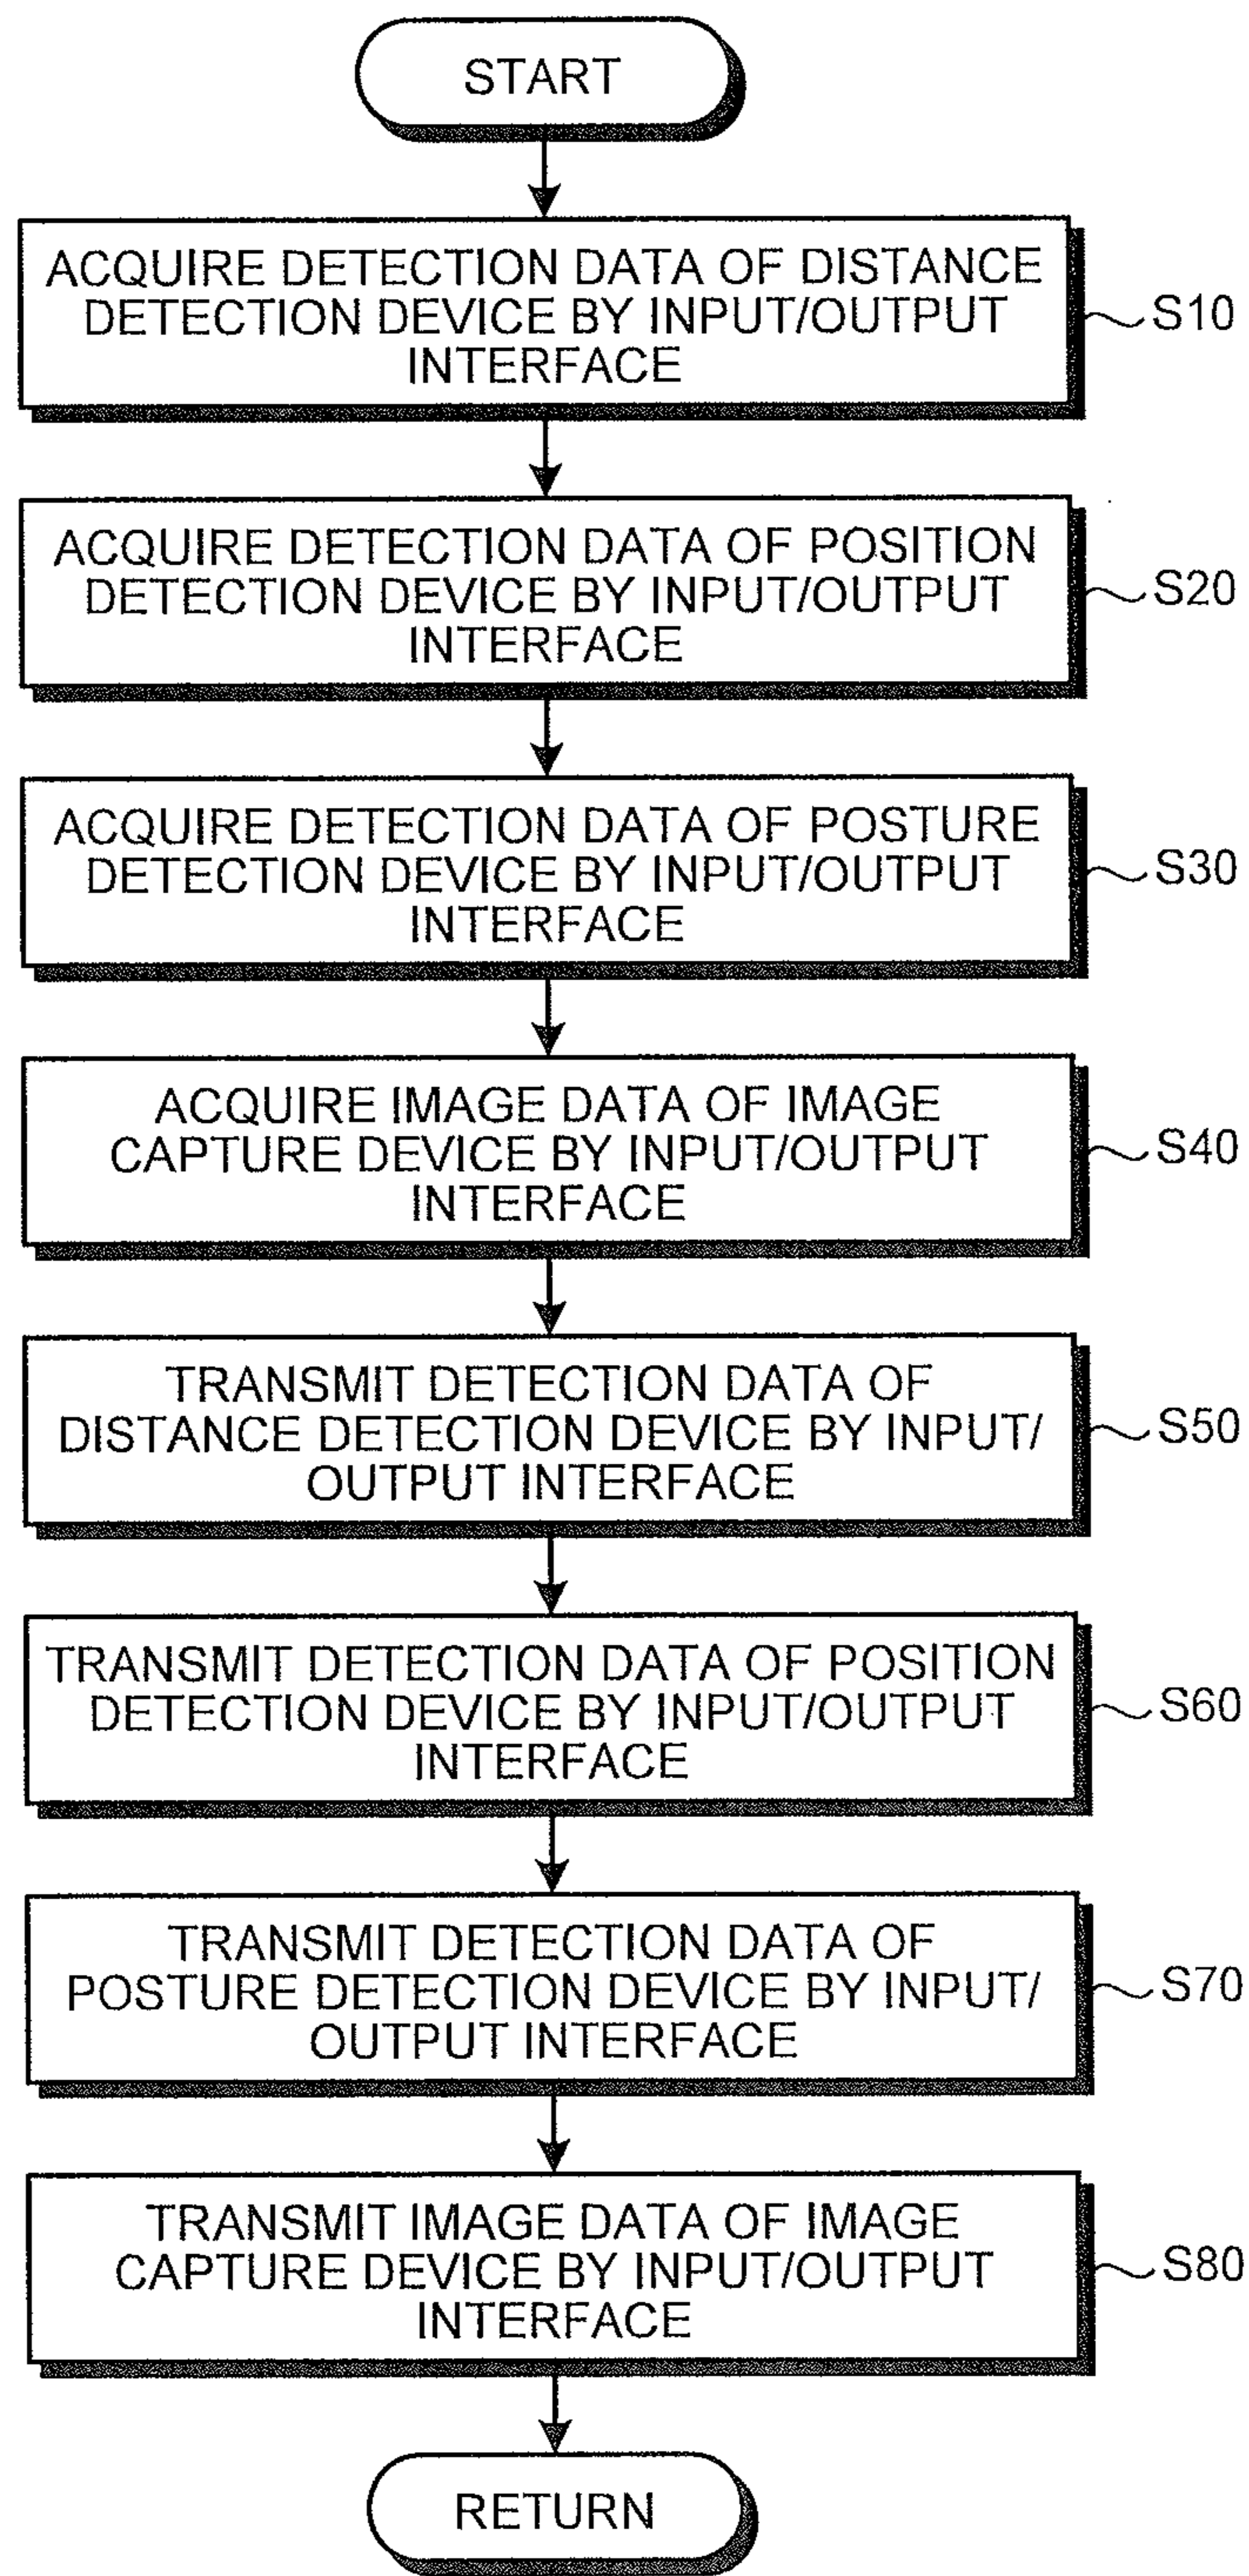 START
ACQUIRE DETECTION DATA OF DISTANCE
DETECTION DEVICE BY INPUT/OUTPUT
INTERFACE
S10
ACQUIRE DETECTION DATA OF POSITION
DETECTION DEVICE BY INPUT/OUTPUT
INTERFACE
S20
ACQUIRE DETECTION DATA OF POSTURE
DETECTION DEVICE BY INPUT/OUTPUT
INTERFACE
S30
ACQUIRE IMAGE DATA OF IMAGE
CAPTURE DEVICE BY INPUT/OUTPUT
INTERFACE
S40
TRANSMIT DETECTION DATA OF
DISTANCE DETECTION DEVICE BY INPUT/
OUTPUT INTERFACE
S50
TRANSMIT DETECTION DATA OF POSITION
DETECTION DEVICE BY INPUT/OUTPUT
INTERFACE
S60
TRANSMIT DETECTION DATA OF
POSTURE DETECTION DEVICE BY INPUT/
OUTPUT INTERFACE
S70
TRANSMIT IMAGE DATA OF IMAGE
CAPTURE DEVICE BY INPUT/OUTPUT
INTERFACE
S80
RETURN